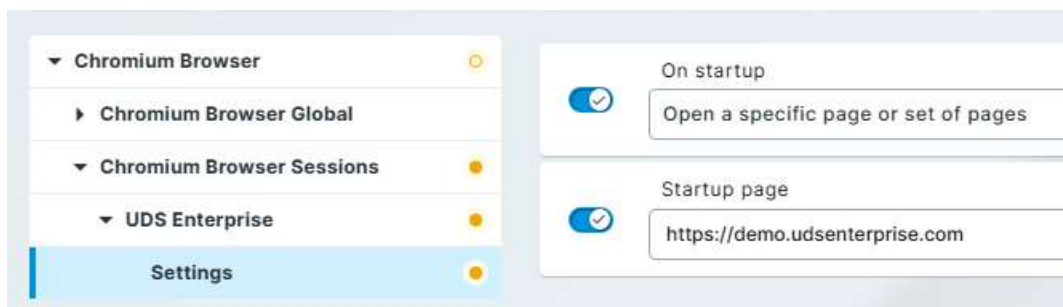 Chromium Browser
Chromium Browser Global
Chromium Browser Sessions
UDS Enterprise
Settings
On startup
Open a specific page or set of pages
Startup page
https://demo.udsenterprise.com